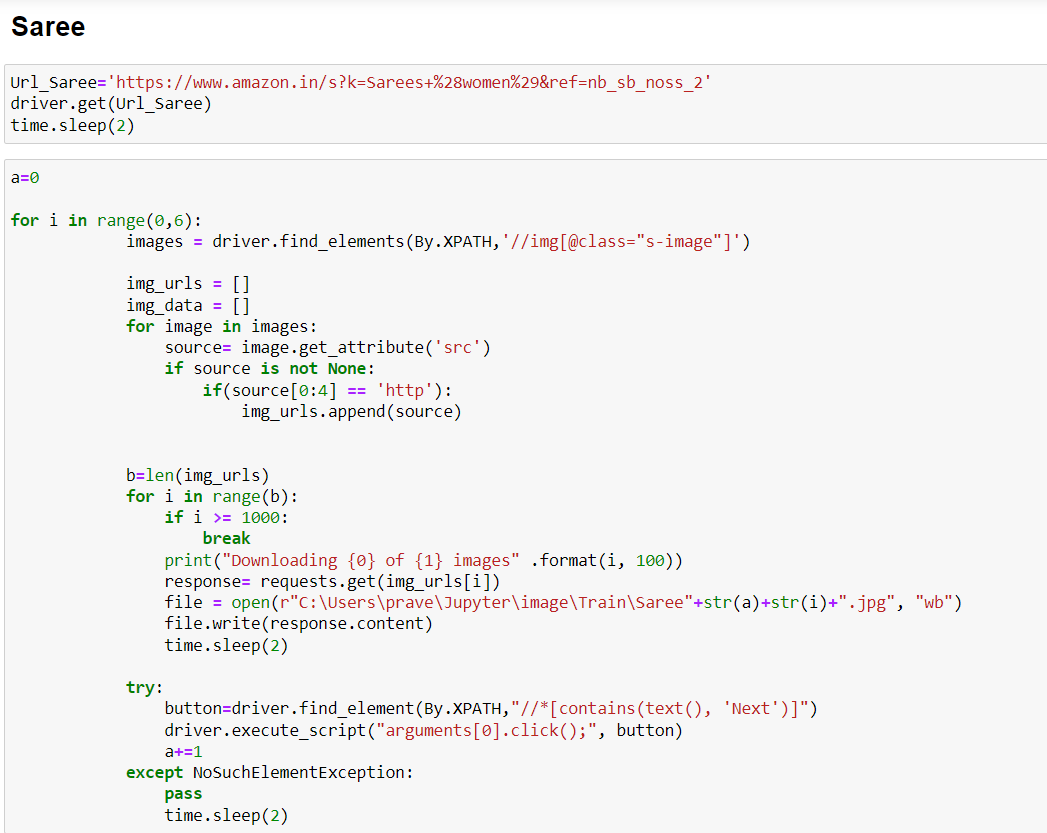 Saree
Url_Saree='https://www.amazon.in/s?k=Sarees+%28women%29&ref=nb_sb_noss_2'
driver.get(Url_Saree)
time.sleep(2)
a=0
for i in range(0,6):
images = driver.find_elements(By.XPATH,'//img[@class="s-image"]')
img_urls = []
img_data = []
for image in images:
source= image.get_attribute('src')
if source is not None:
if(source[0:4] == 'http'):
img_urls.append(source)
b=len(img_urls)
for i in range(b):
if i >= 1000:
break
print("Downloading {0} of {1} images" .format(i, 100))
response= requests.get(img_urls[i])
file = open(r"C:\Users\prave\Jupyter\image\Train\Saree"+str(a)+str(i)+".jpg", "wb")
file.write(response.content)
time.sleep(2)
try:
button=driver.find_element(By.XPATH,"//*[contains(text(), 'Next')]")
driver.execute_script("arguments[0].click();", button)
a+=1
except NoSuchElementException:
pass
time.sleep(2)